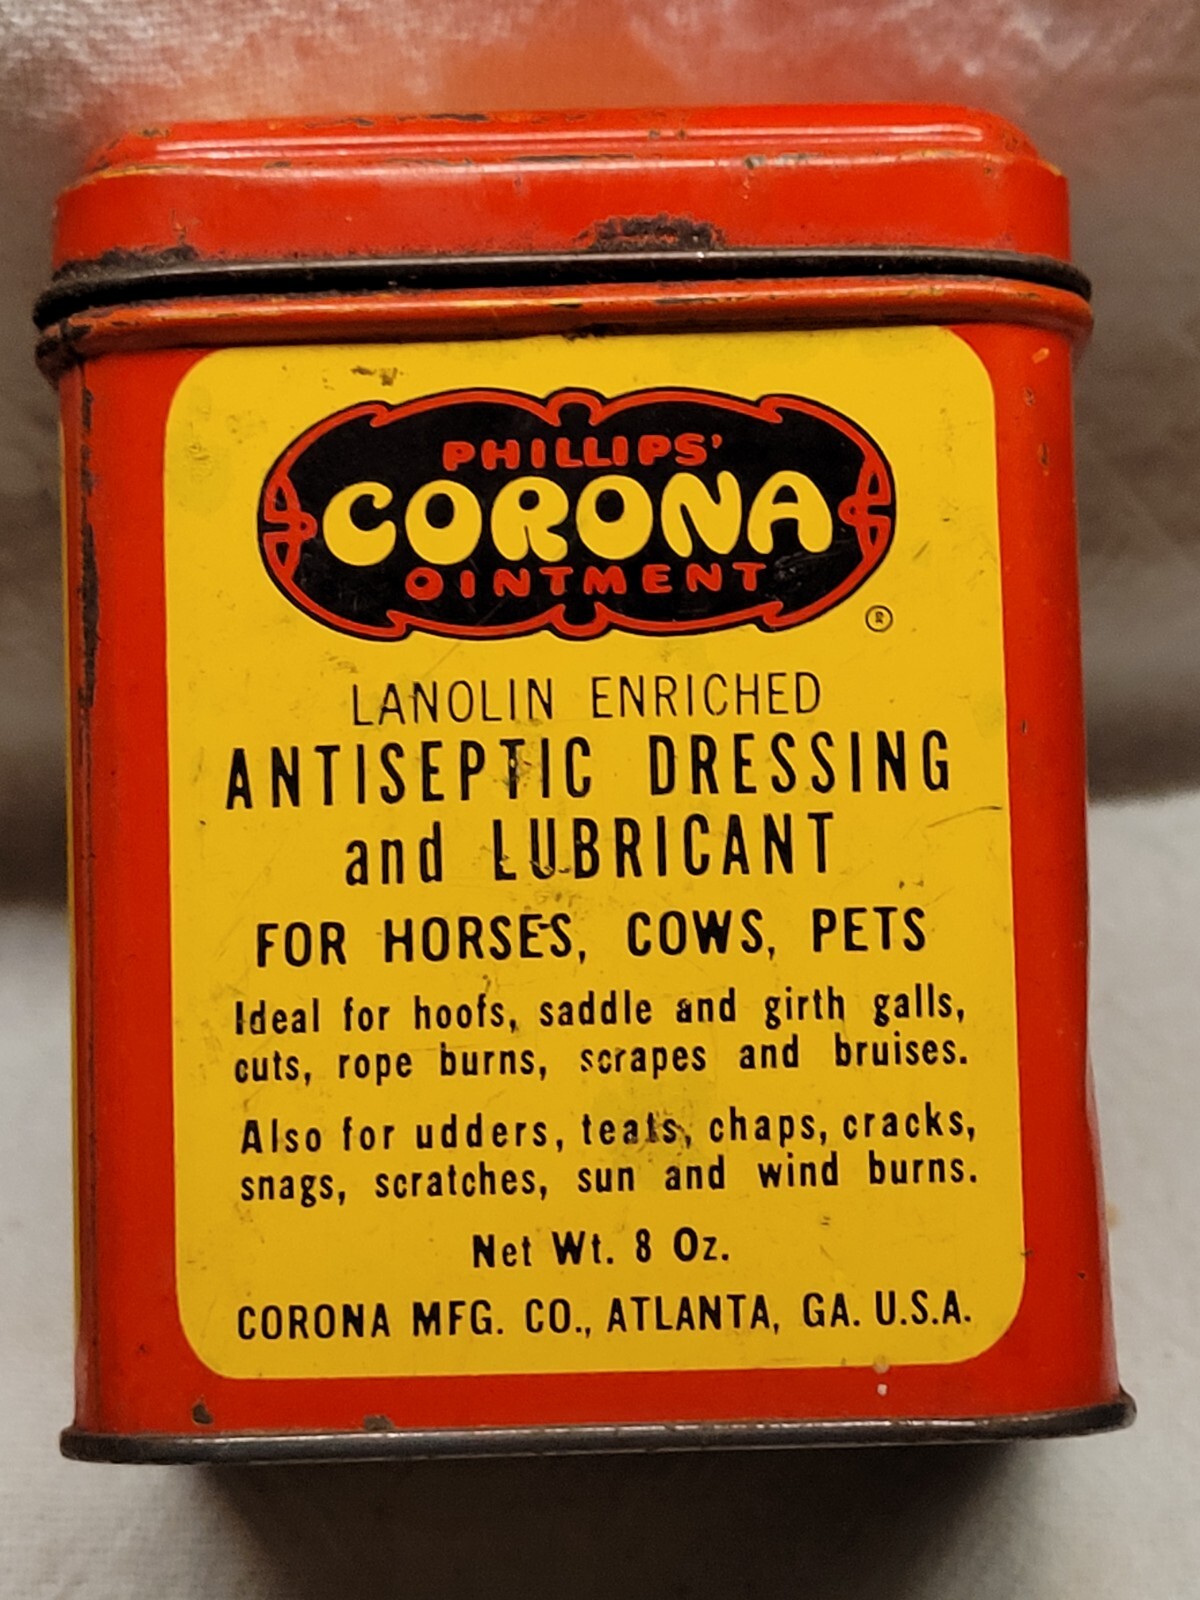 PHILLIPS'
CORONA
OINTMENT
®
LANOLIN ENRICHED
ANTISEPTIC DRESSING
and LUBRICANT
FOR HORSES, COWS, PETS
Ideal for hoofs, saddle and girth galls,
cuts, rope burns, scrapes and bruises.
Also for udders, teats, chaps, cracks,
snags, scratches, sun and wind burns.
Net Wt. 8 Oz.
CORONA MFG. CO., ATLANTA, GA. U.S.A.